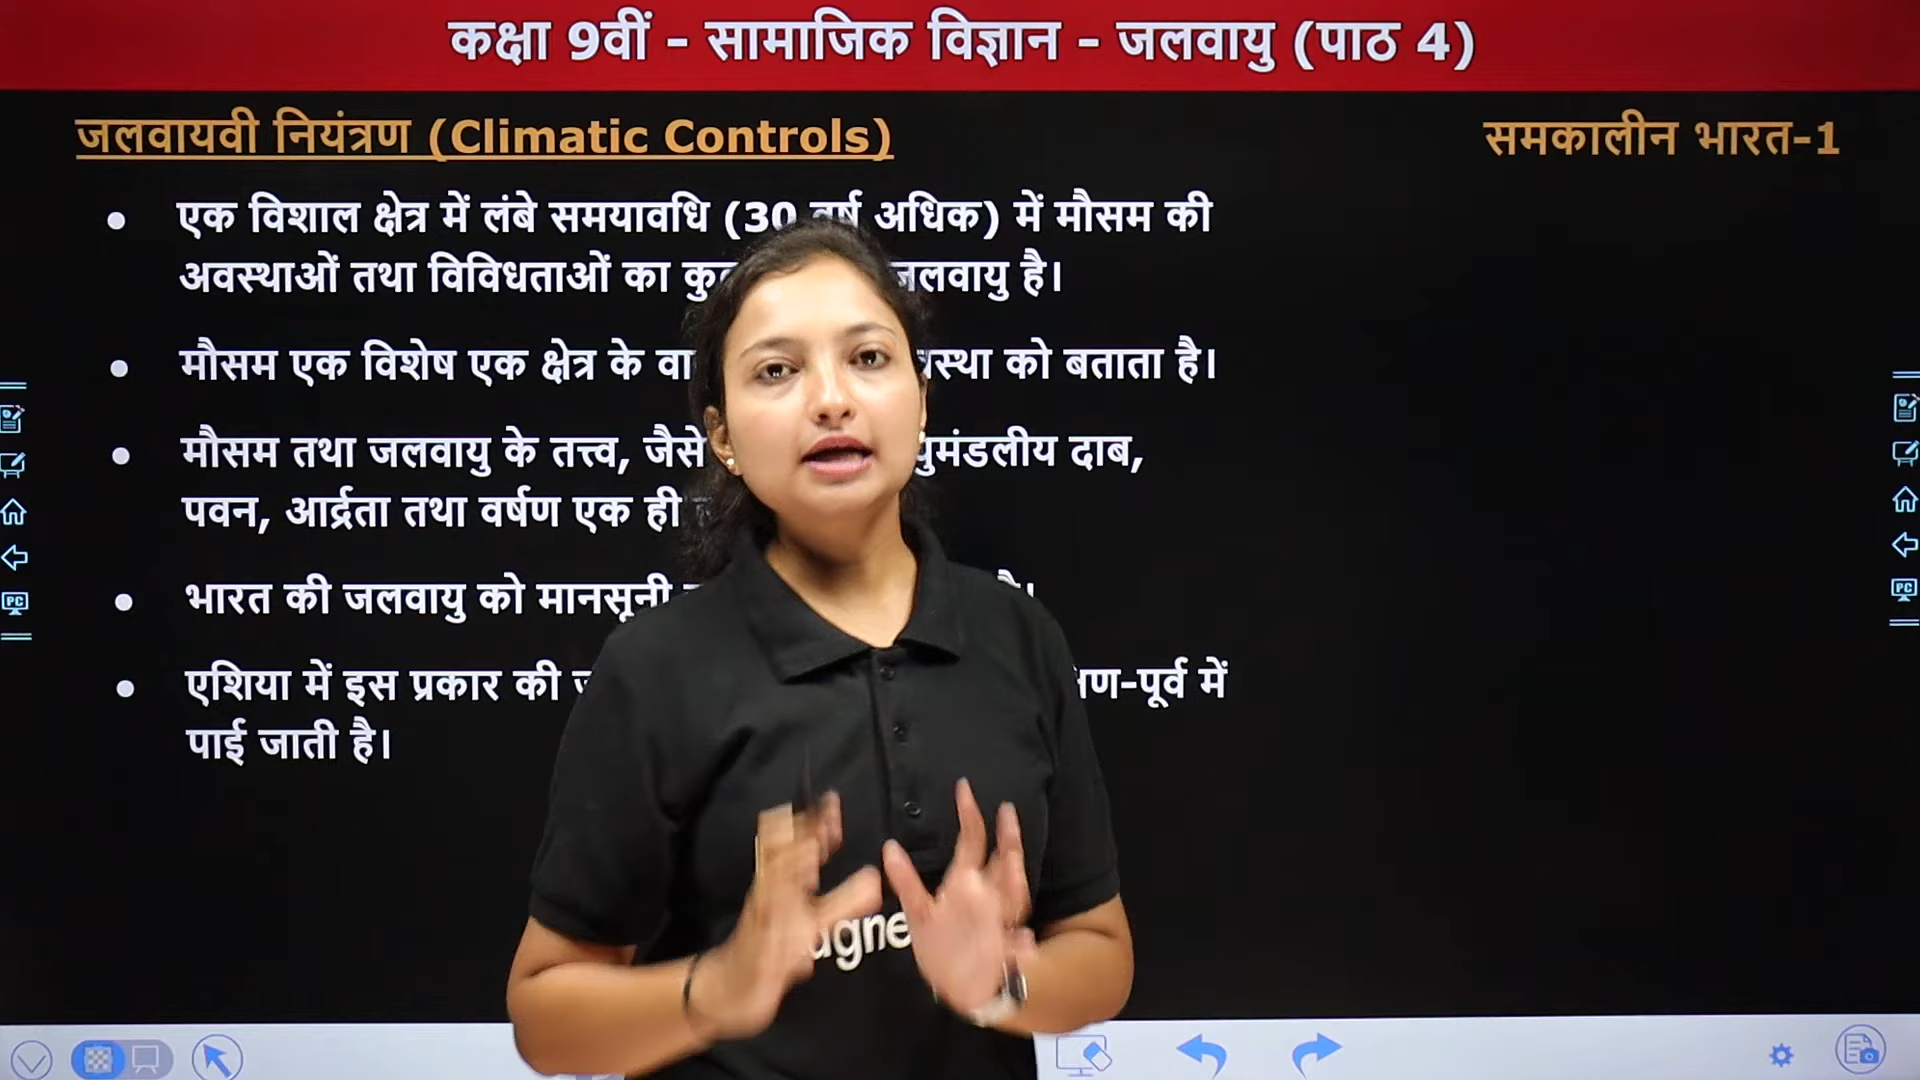 कक्षा 9वीं - सामाजिक विज्ञान - जलवायु (पाठ 4)
जलवायवी नियंत्रण (Climatic Controls)
समकालीन भारत-1
एक विशाल क्षेत्र में लंबे समयावधि (30 वर्ष अधिक) में मौसम की
अवस्थाओं तथा विविधताओं का जलवायु है।
मौसम एक विशेष एक क्षेत्र के को बताता है।
मौसम तथा जलवायु के तत्त्व, जैसे दाब,
पवन, आर्द्रता तथा वर्षण एक ही
भारत की जलवायु को मानसूनी
एशिया में इस प्रकार की पूर्व में
पाई जाती है।
PC
PC